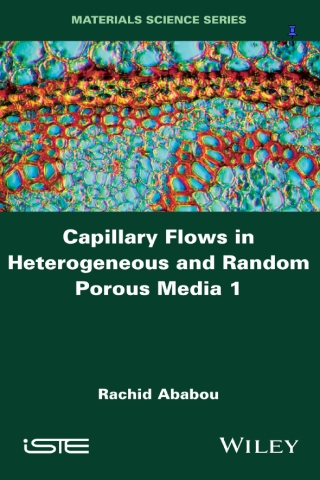 MATERIALS SCIENCE SERIES
Capillary Flows in
Heterogeneous and Random
Porous Media 1
Rachid Ababou
iSTE
WILEY